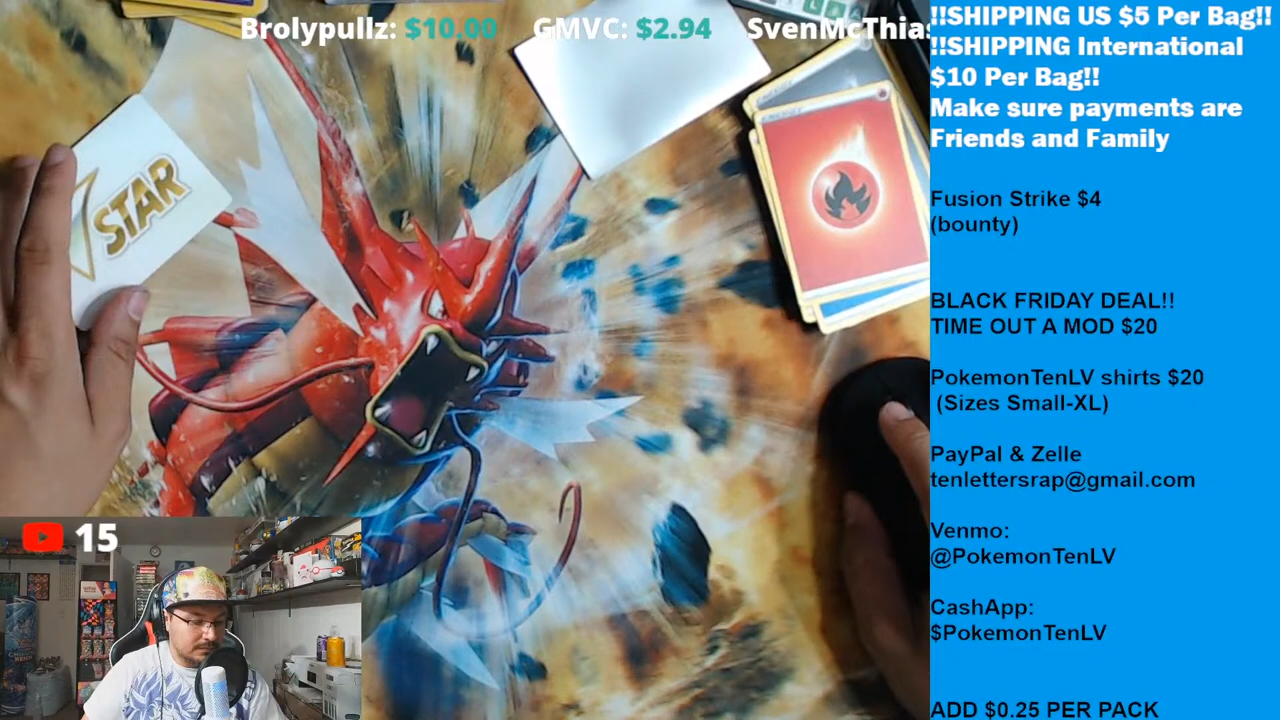 Brolypullz: $10.00 GMVC: $2.94 SvenMcThias
STAR
15
!!SHIPPING US $5 Per Bag!!
!!SHIPPING International
$10 Per Bag!!
Make sure payments are
Friends and Family
Fusion Strike $4
(bounty)
BLACK FRIDAY DEAL!!
TIME OUT A MOD $20
PokemonTenLV shirts $20
(Sizes Small-XL)
PayPal & Zelle
tenlettersrap@gmail.com
Venmo:
@PokemonTenLV
CashApp:
$PokemonTenLV
ADD $0.25 PER PACK